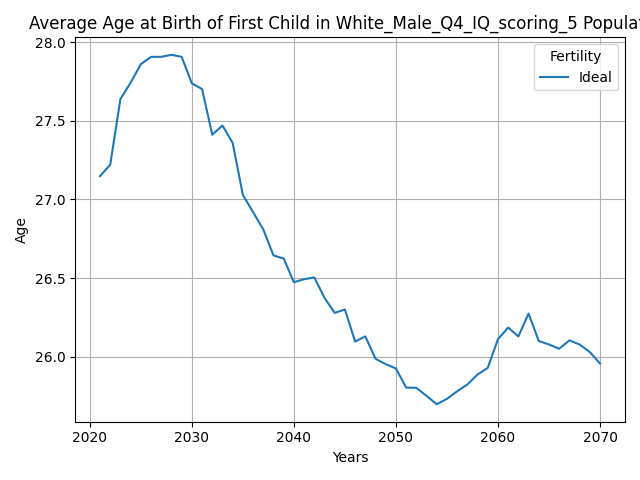 Average Age at Birth of First Child in White_Male_Q4_IQ_scoring_5 Popula
Fertility
Ideal
28.0
27.5
27.0
26.5
26.0
Age
2020 2030 2040 2050 2060 2070
Years